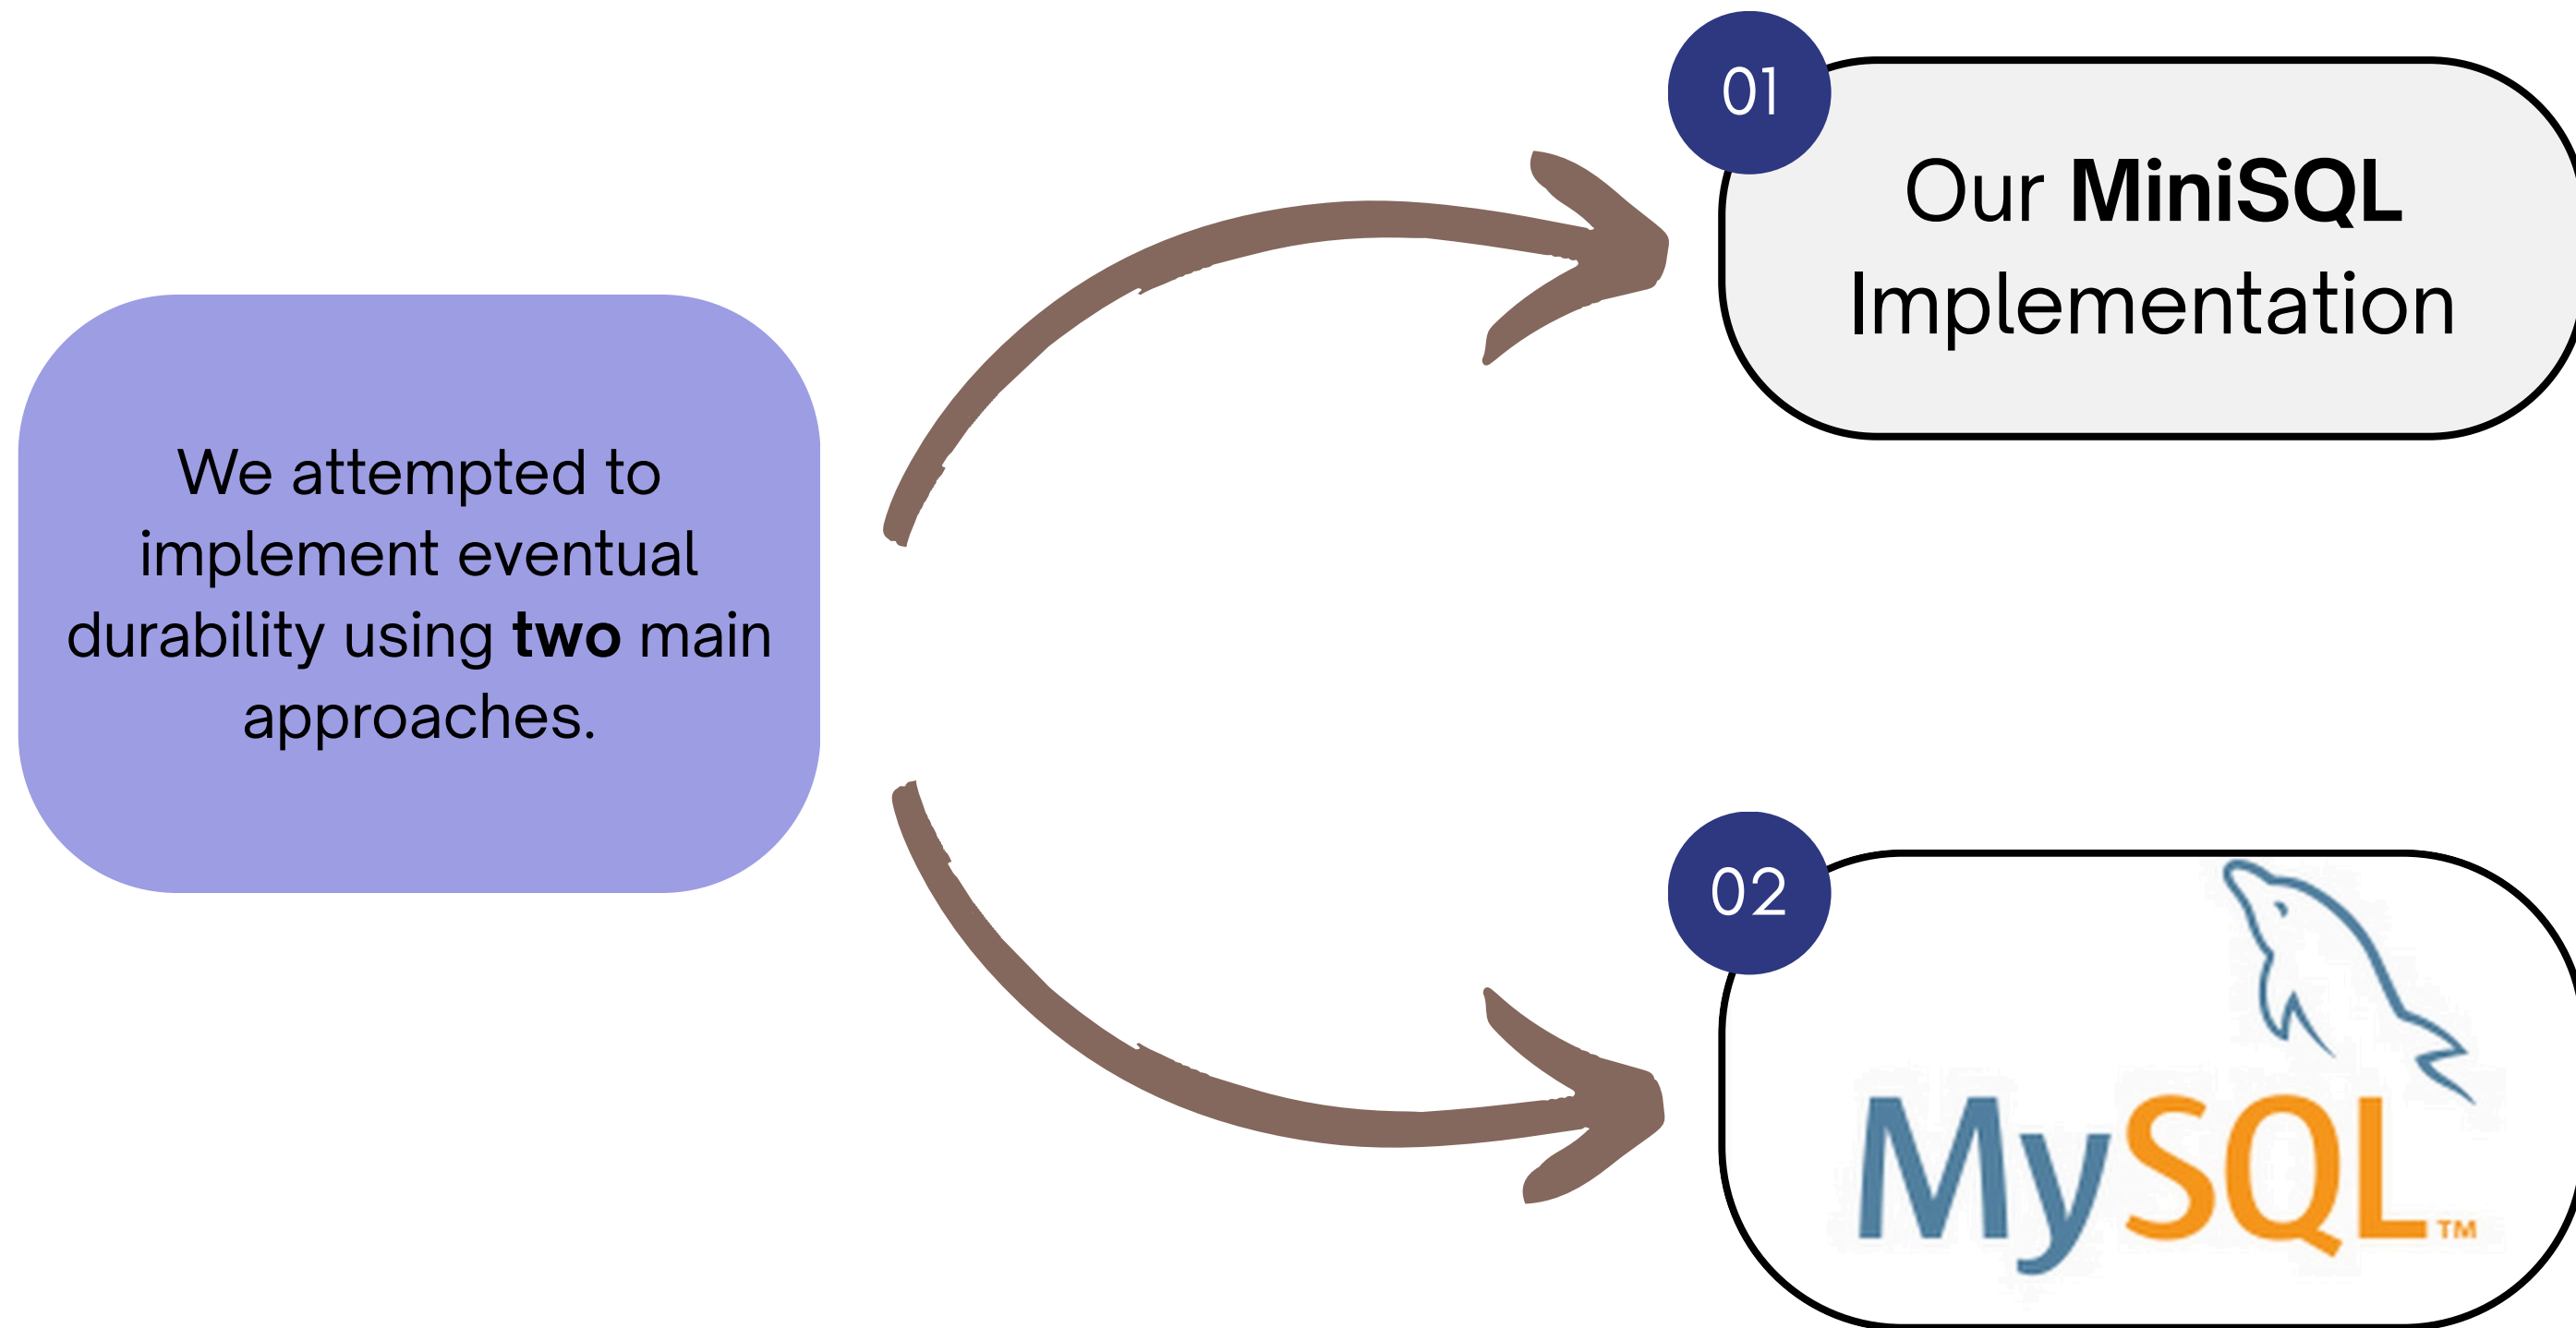 We attempted to
implement eventual
durability using two main
approaches.
01
Our MiniSQL
Implementation
02
MySQL™